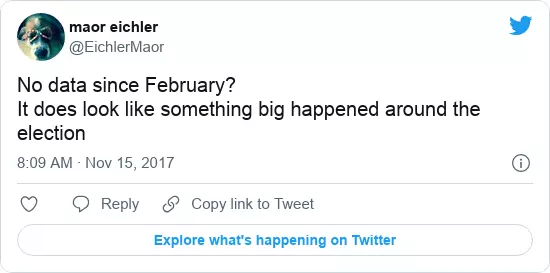 maor eichler
@EichlerMaor
No data since February?
It does look like something big happened around the
election
8:09 AM · Nov 15, 2017
Reply
Copy link to Tweet
Explore what's happening on Twitter